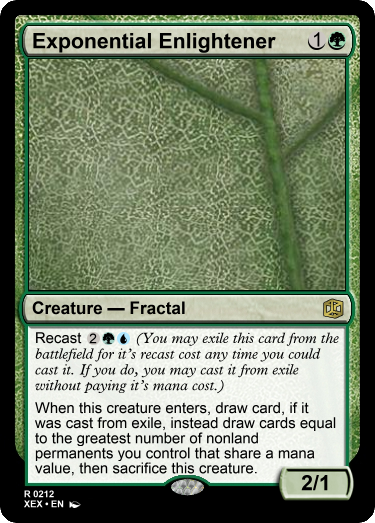 Exponential Enlightener 1
Creature — Fractal
Recast 2 (You may exile this card from the
battlefield for it's recast cost any time you could
cast it. If you do, you may cast it from exile
without paying it's mana cost.)
When this creature enters, draw card, if it
was cast from exile, instead draw cards equal
to the greatest number of nonland
permanents you control that share a mana
value, then sacrifice this creature.
2/1
R 0212
XEX • EN